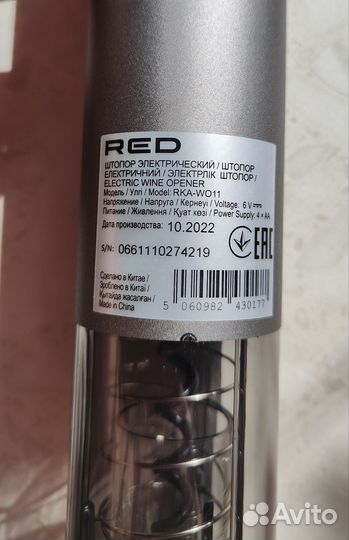 RED
ШТОПОР ЭЛЕКТРИЧЕСКИЙ / ШТОПОР
ЕЛЕКТРИЧНИЙ / ЭЛЕКТРЛІК ШТОПОР /
ELECTRIC WINE OPENER
Модель / Үлгі / Model: RKA-WO11
Напряжение / Напруга / Кернеуі / Voltage: 6 V
Питание / Живлення / Қуат көзі / Power Supply: 4 × AA
Дата производства: 10.2022
S/N: 0661110274219
EAC
Сделано в Китае /
Зроблено в Китаї /
Қытайда жасалған /
Made in China
5 060982 430177
Avito